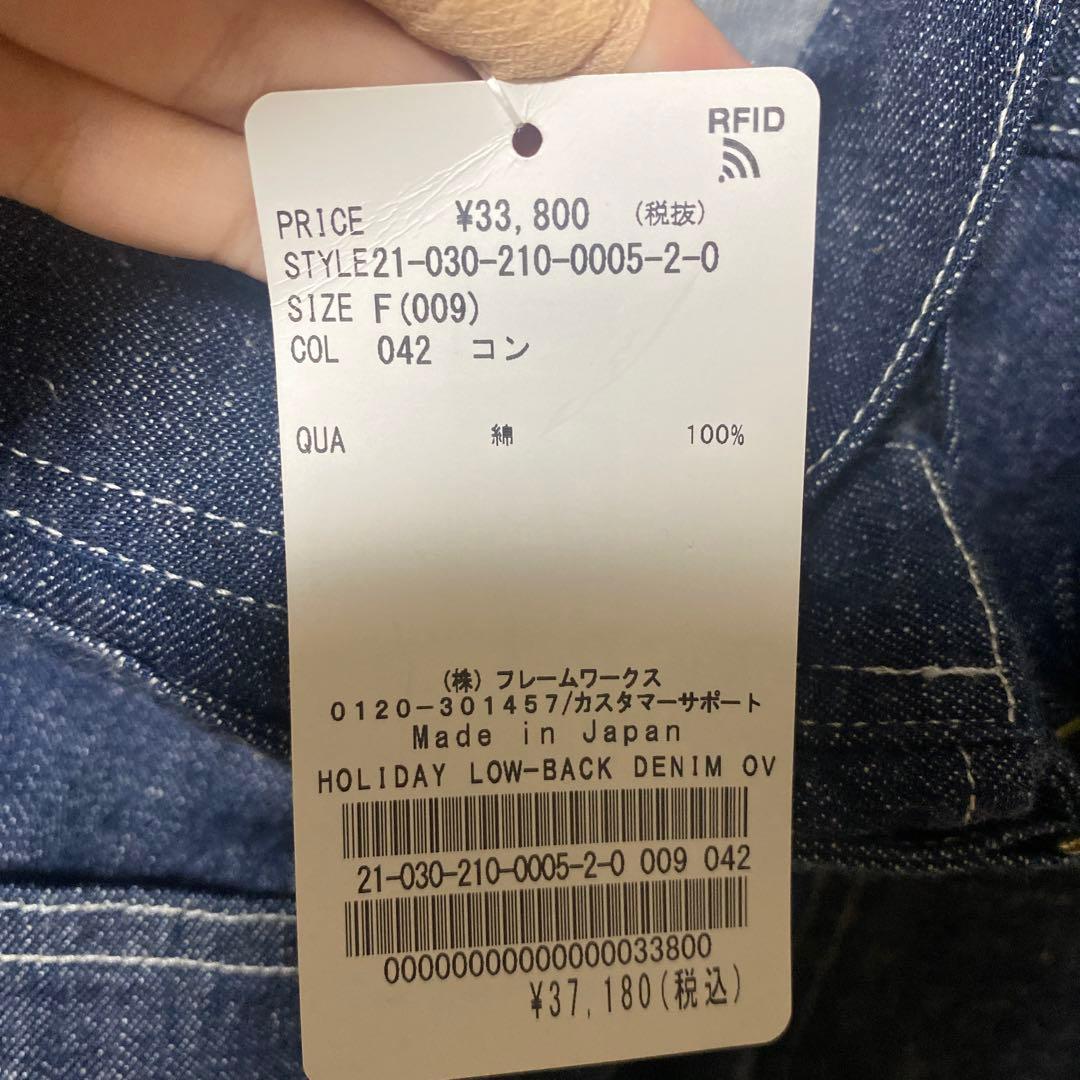 RFID
PRICE ¥33,800 (税抜)
STYLE21-030-210-0005-2-0
SIZE F(009)
COL 042 コン
QUA 綿 100%
(株)フレームワークス
0120-301457/カスタマーサポート
Made in Japan
HOLIDAY LOW-BACK DENIM OV
21-030-210-0005-2-0 009 042
00000000000000033800
¥37,180(税込)